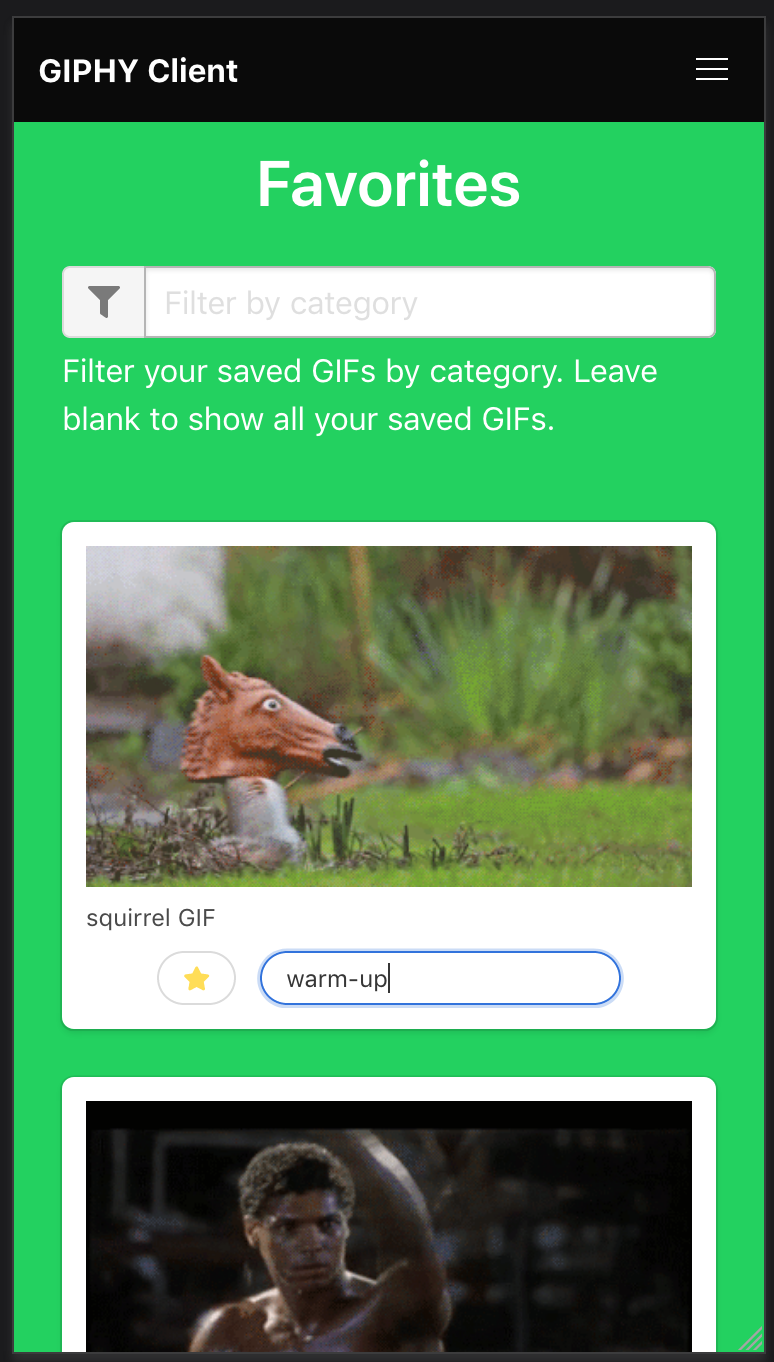 GIPHY Client
Favorites
Filter by category
Filter your saved GIFs by category. Leave
blank to show all your saved GIFs.
squirrel GIF
warm-up